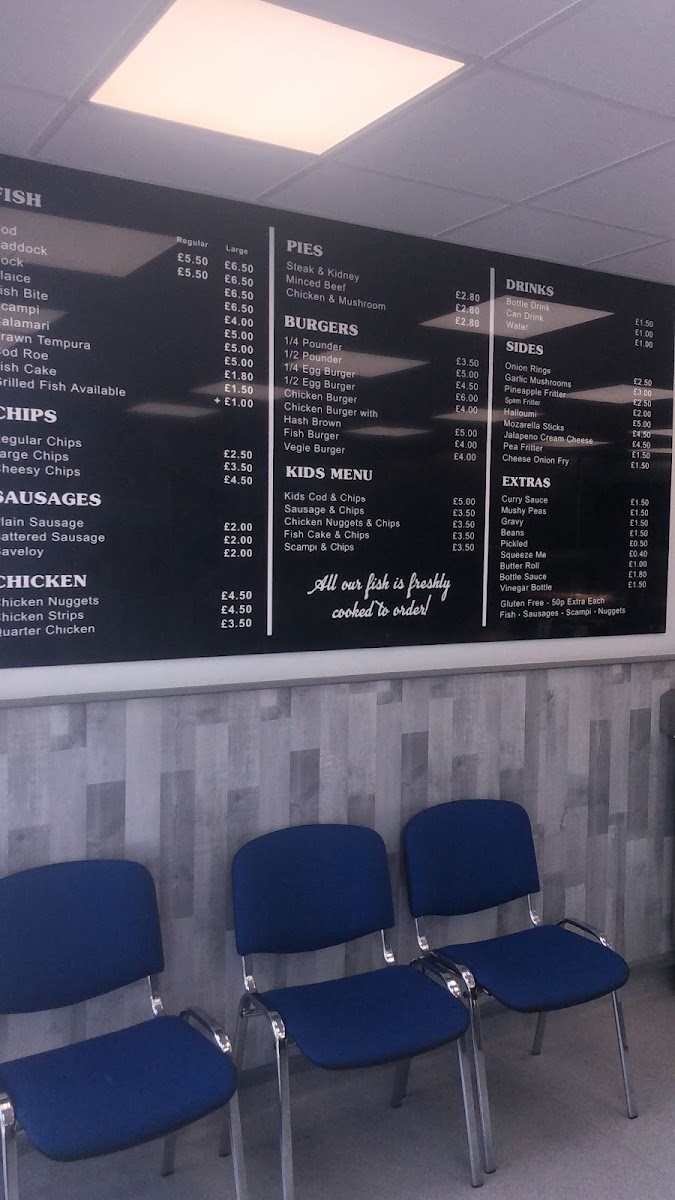 FISH
Regular Large
od £5.50 £6.50
addock £5.50 £6.50
ock £6.50
laice £6.50
ish Bite £4.00
campi £5.00
alamari £5.00
rawn Tempura £5.00
od Roe £1.80
ish Cake £1.50
rilled Fish Available + £1.00
CHIPS
egular Chips £2.50
arge Chips £3.50
heesy Chips £4.50
SAUSAGES
lain Sausage £2.00
attered Sausage £2.00
aveloy £2.00
CHICKEN
hicken Nuggets £4.50
hicken Strips £4.50
uarter Chicken £3.50
PIES
Steak & Kidney £2.80
Minced Beef £2.80
Chicken & Mushroom £2.80
BURGERS
1/4 Pounder £3.50
1/2 Pounder £5.00
1/4 Egg Burger £4.50
1/2 Egg Burger £6.00
Chicken Burger £4.00
Chicken Burger with
Hash Brown £5.00
Fish Burger £4.00
Vegie Burger £4.00
KIDS MENU
Kids Cod & Chips £5.00
Sausage & Chips £3.50
Chicken Nuggets & Chips £3.50
Fish Cake & Chips £3.50
Scampi & Chips £3.50
All our fish is freshly
cooked to order!
DRINKS
Bottle Drink £1.50
Can Drink £1.00
Water £1.00
SIDES
Onion Rings £2.50
Garlic Mushrooms £3.00
Pineapple Fritter £2.50
Spam Fritter £2.00
Halloumi £5.00
Mozarella Sticks £4.50
Jalapeno Cream Cheese £4.50
Pea Fritter £1.50
Cheese Onion Fry £1.50
EXTRAS
Curry Sauce £1.50
Mushy Peas £1.50
Gravy £1.50
Beans £1.50
Pickled £0.50
Squeeze Me £0.40
Butter Roll £1.00
Bottle Sauce £1.80
Vinegar Bottle £1.50
Gluten Free - 50p Extra Each
Fish - Sausages - Scampi - Nuggets